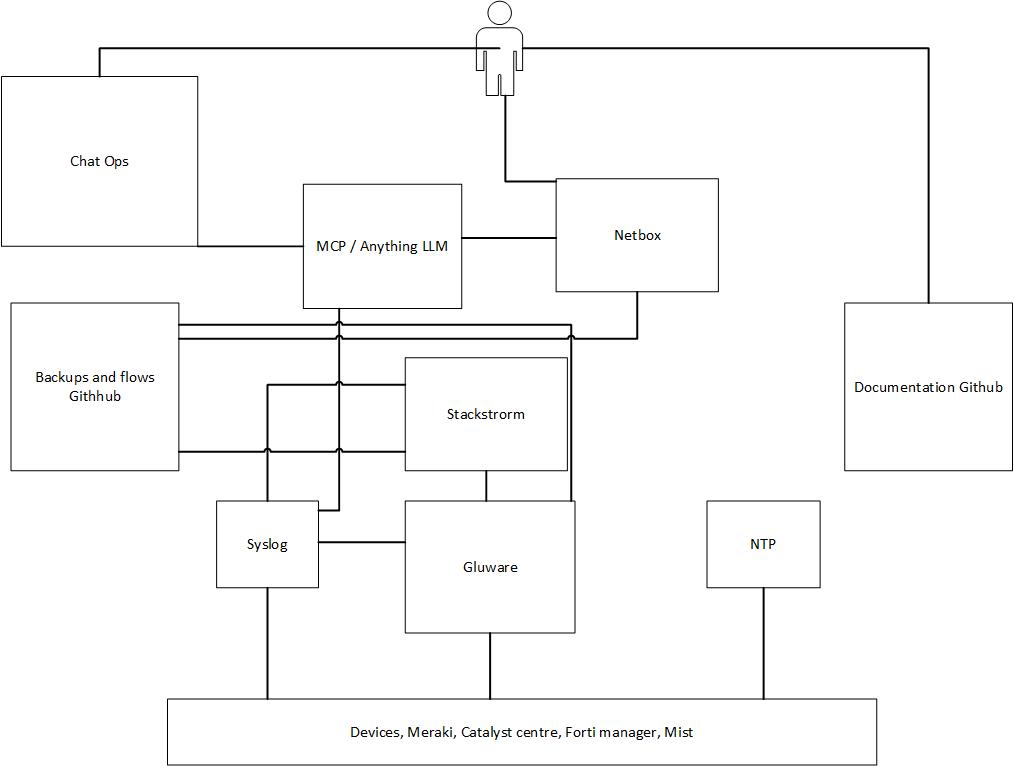 Chat Ops
MCP / Anything LLM
Netbox
Backups and flows
Githhub
Stackstrorm
Documentation Github
Syslog
Gluware
NTP
Devices, Meraki, Catalyst centre, Forti manager, Mist